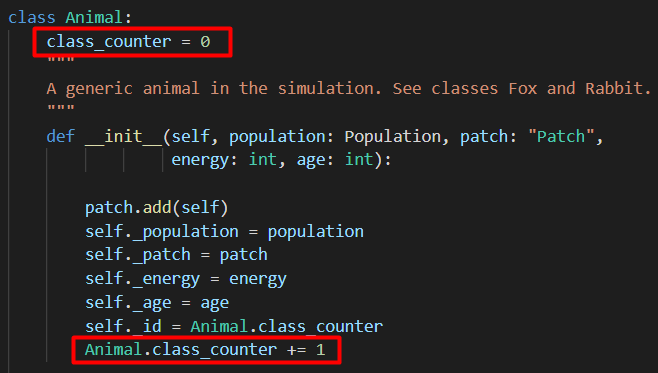 class Animal:
    class_counter = 0
    """
    A generic animal in the simulation. See classes Fox and Rabbit.
    """
    def __init__(self, population: Population, patch: "Patch",
                 energy: int, age: int):
        patch.add(self)
        self._population = population
        self._patch = patch
        self._energy = energy
        self._age = age
        self._id = Animal.class_counter
        Animal.class_counter += 1